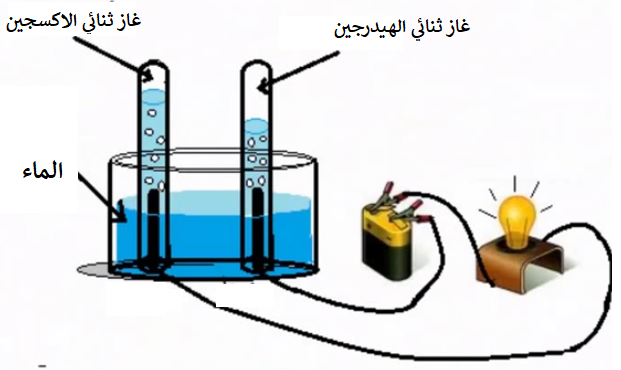 غاز ثنائي الاكسجين
غاز ثنائي الهيدرجين
الماء